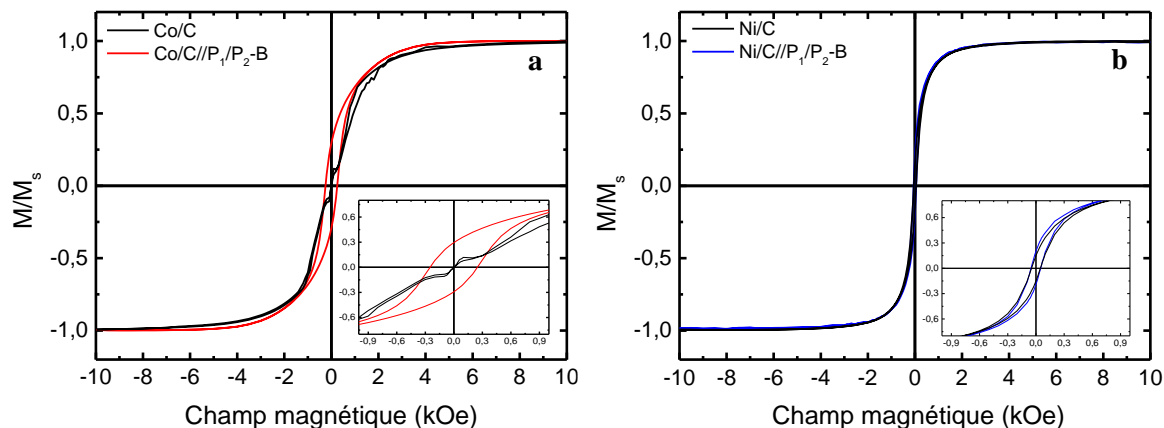 Co/C
Co/C//P₁/P₂-B
a
1,0
0,5
0,0
-0,5
-1,0
M/Mₛ
0,6
0,3
0,0
-0,3
-0,6
-0,9 -0,6 -0,3 0,0 0,3 0,6 0,9
-10 -8 -6 -4 -2 0 2 4 6 8 10
Champ magnétique (kOe)
Ni/C
Ni/C//P₁/P₂-B
b
1,0
0,5
0,0
-0,5
-1,0
M/Mₛ
0,6
0,3
0,0
-0,3
-0,6
-0,9 -0,6 -0,3 0,0 0,3 0,6 0,9
-10 -8 -6 -4 -2 0 2 4 6 8 10
Champ magnétique (kOe)